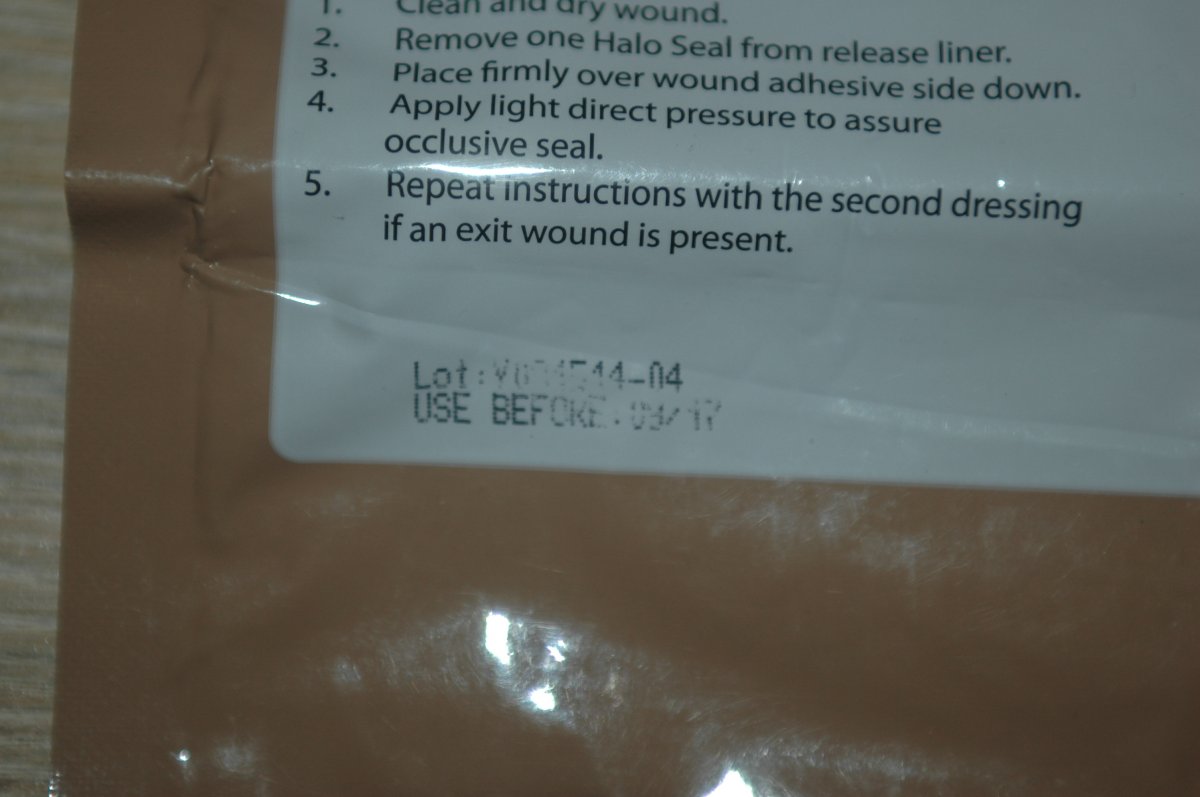 1. Clean and dry wound.
2. Remove one Halo Seal from release liner.
3. Place firmly over wound adhesive side down.
4. Apply light direct pressure to assure
occlusive seal.
5. Repeat instructions with the second dressing
if an exit wound is present.
Lot:
USE BEFORE